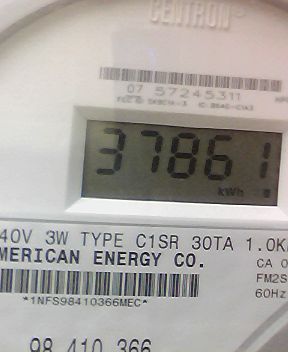 CENTRON®
07 57245311
37861
kWh
40V 3W TYPE C1SR 30TA 1.0K
MERICAN ENERGY CO.
CA 0
FM2S
60Hz
*1NFS98410366MEC*
98 410 366